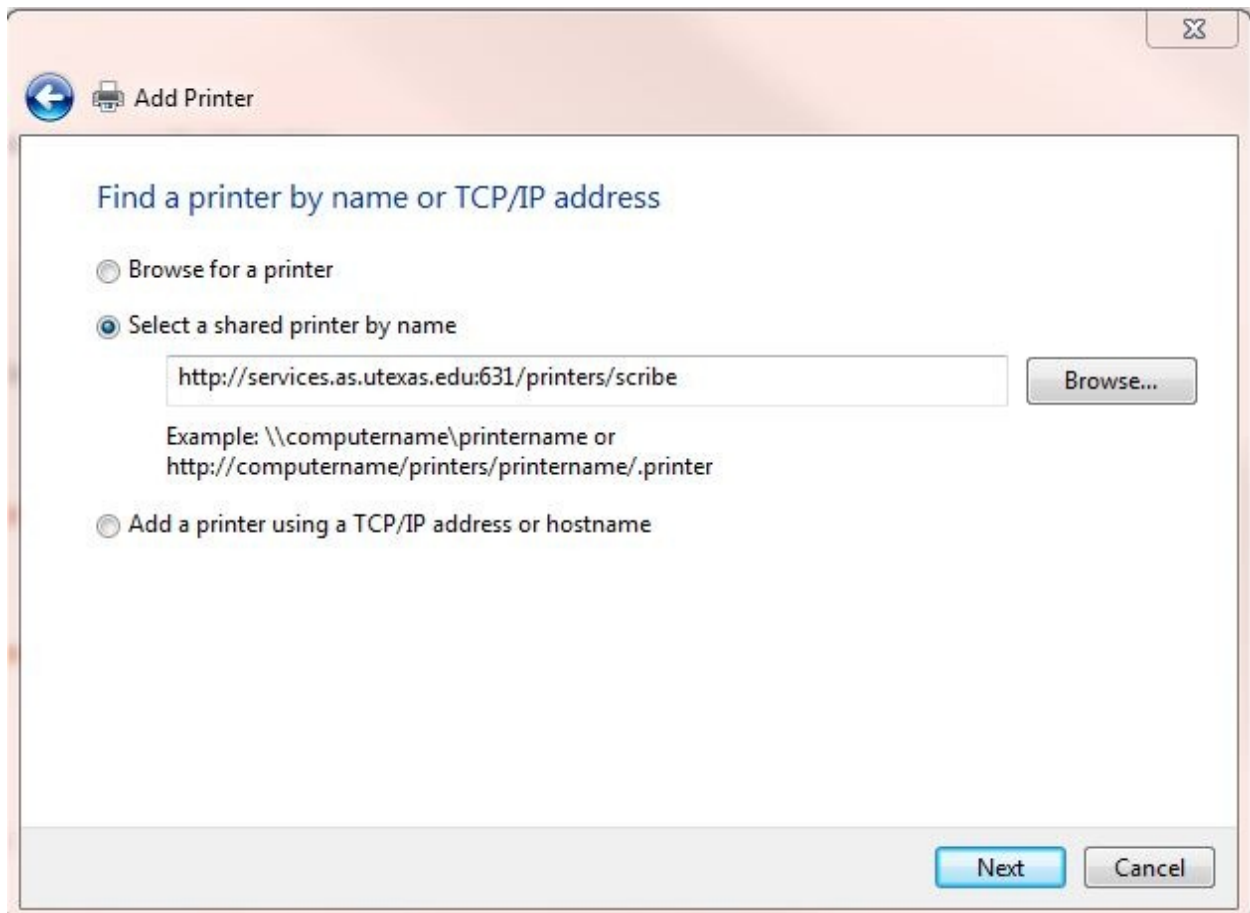 Add Printer
Find a printer by name or TCP/IP address
Browse for a printer
Select a shared printer by name
http://services.as.utexas.edu:631/printers/scribe
Browse...
Example: \\computername\printername or
http://computername/printers/printername/.printer
Add a printer using a TCP/IP address or hostname
Next
Cancel